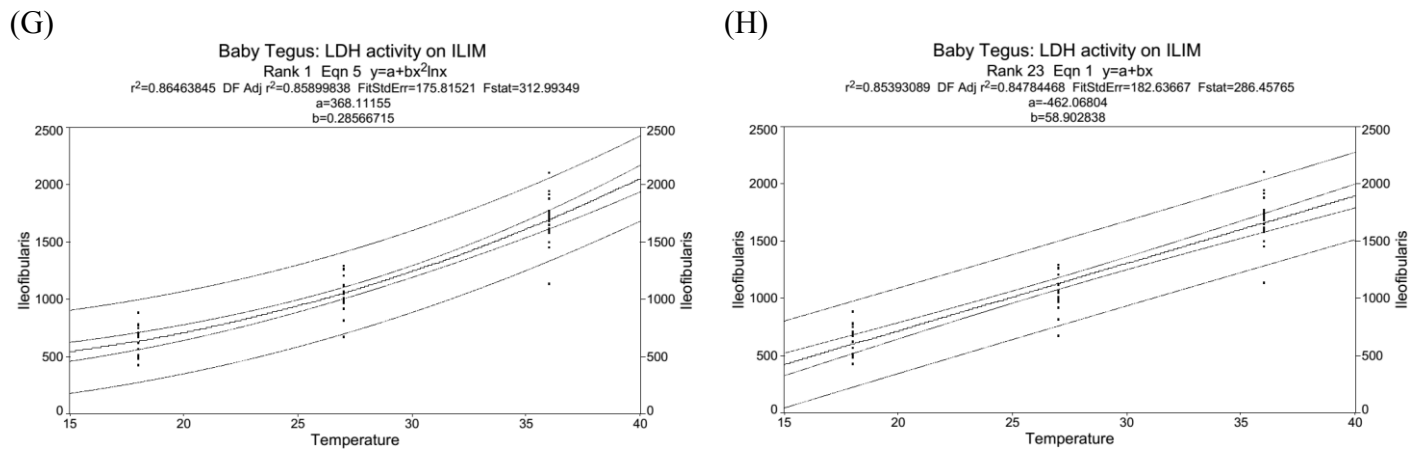 (G)
Baby Tegus: LDH activity on ILIM
Rank 1 Eqn 5 y=a+bx²lnx
r²=0.86463845 DF Adj r²=0.85899838 FitStdErr=175.81521 Fstat=312.99349
a=368.11155
b=0.28566715
2500
2000
1500
1000
500
0
Ileofibularis
2500
2000
1500
1000
500
0
Ileofibularis
15 20 25 30 35 40
Temperature
(H)
Baby Tegus: LDH activity on ILIM
Rank 23 Eqn 1 y=a+bx
r²=0.85393089 DF Adj r²=0.84784468 FitStdErr=182.63667 Fstat=286.45765
a=-462.06804
b=58.902838
2500
2000
1500
1000
500
0
Ileofibularis
2500
2000
1500
1000
500
0
Ileofibularis
15 20 25 30 35 40
Temperature